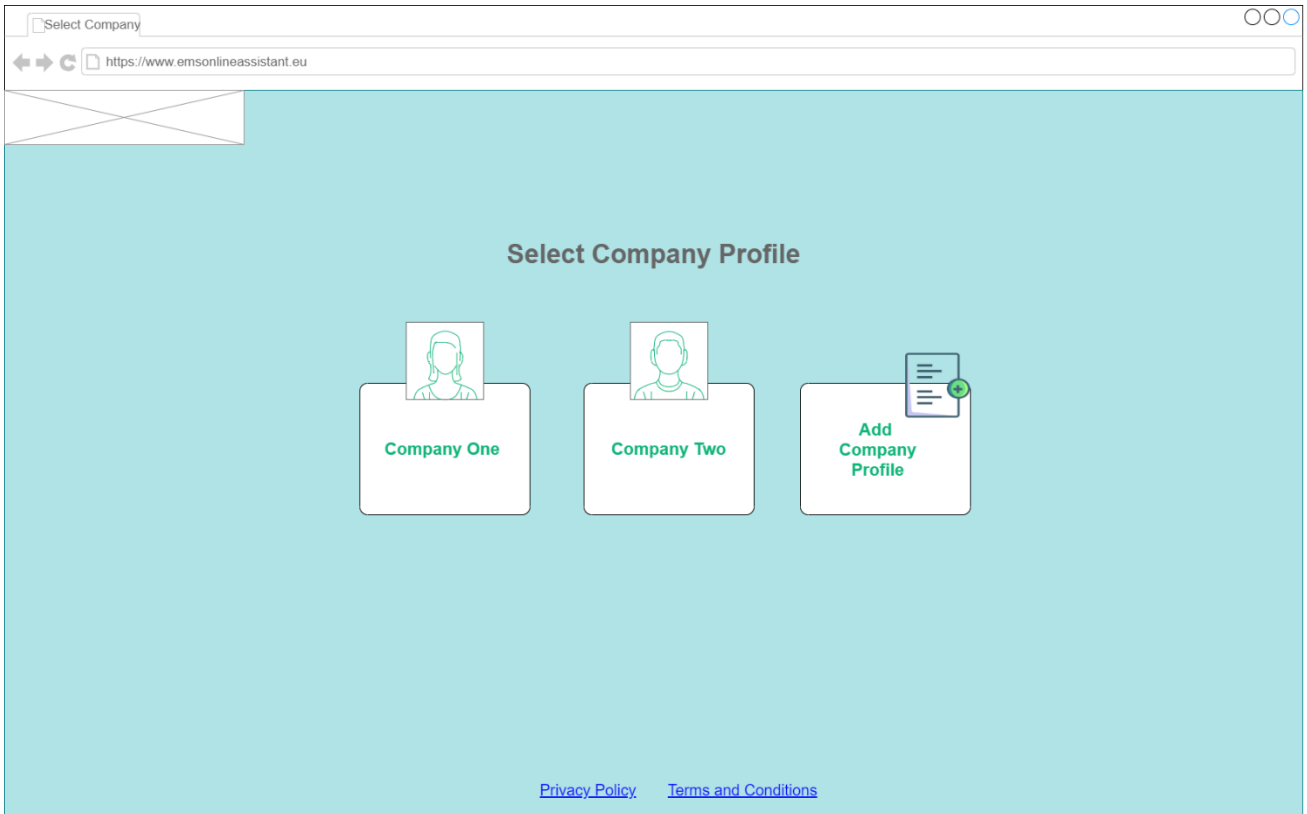 Select Company
https://www.emsonlineassistant.eu
Select Company Profile
Company One
Company Two
Add
Company
Profile
Privacy Policy
Terms and Conditions